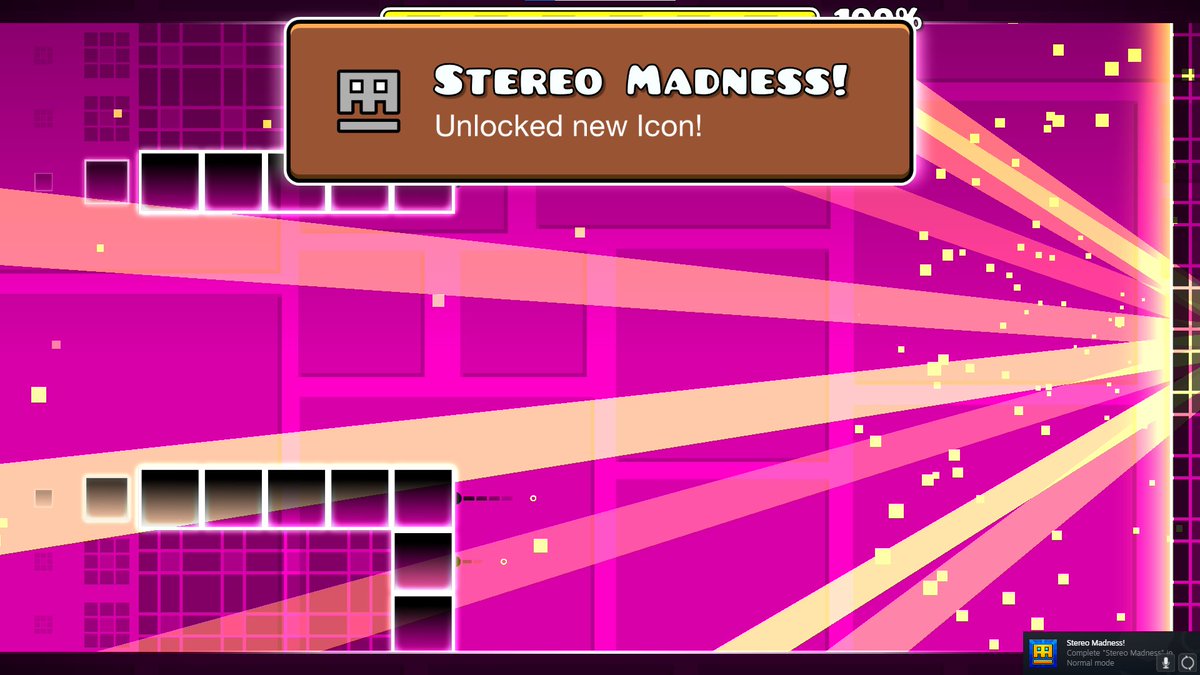 100%
Stereo Madness!
Unlocked new Icon!
Stereo Madness!
Complete "Stereo Madness" in
Normal mode